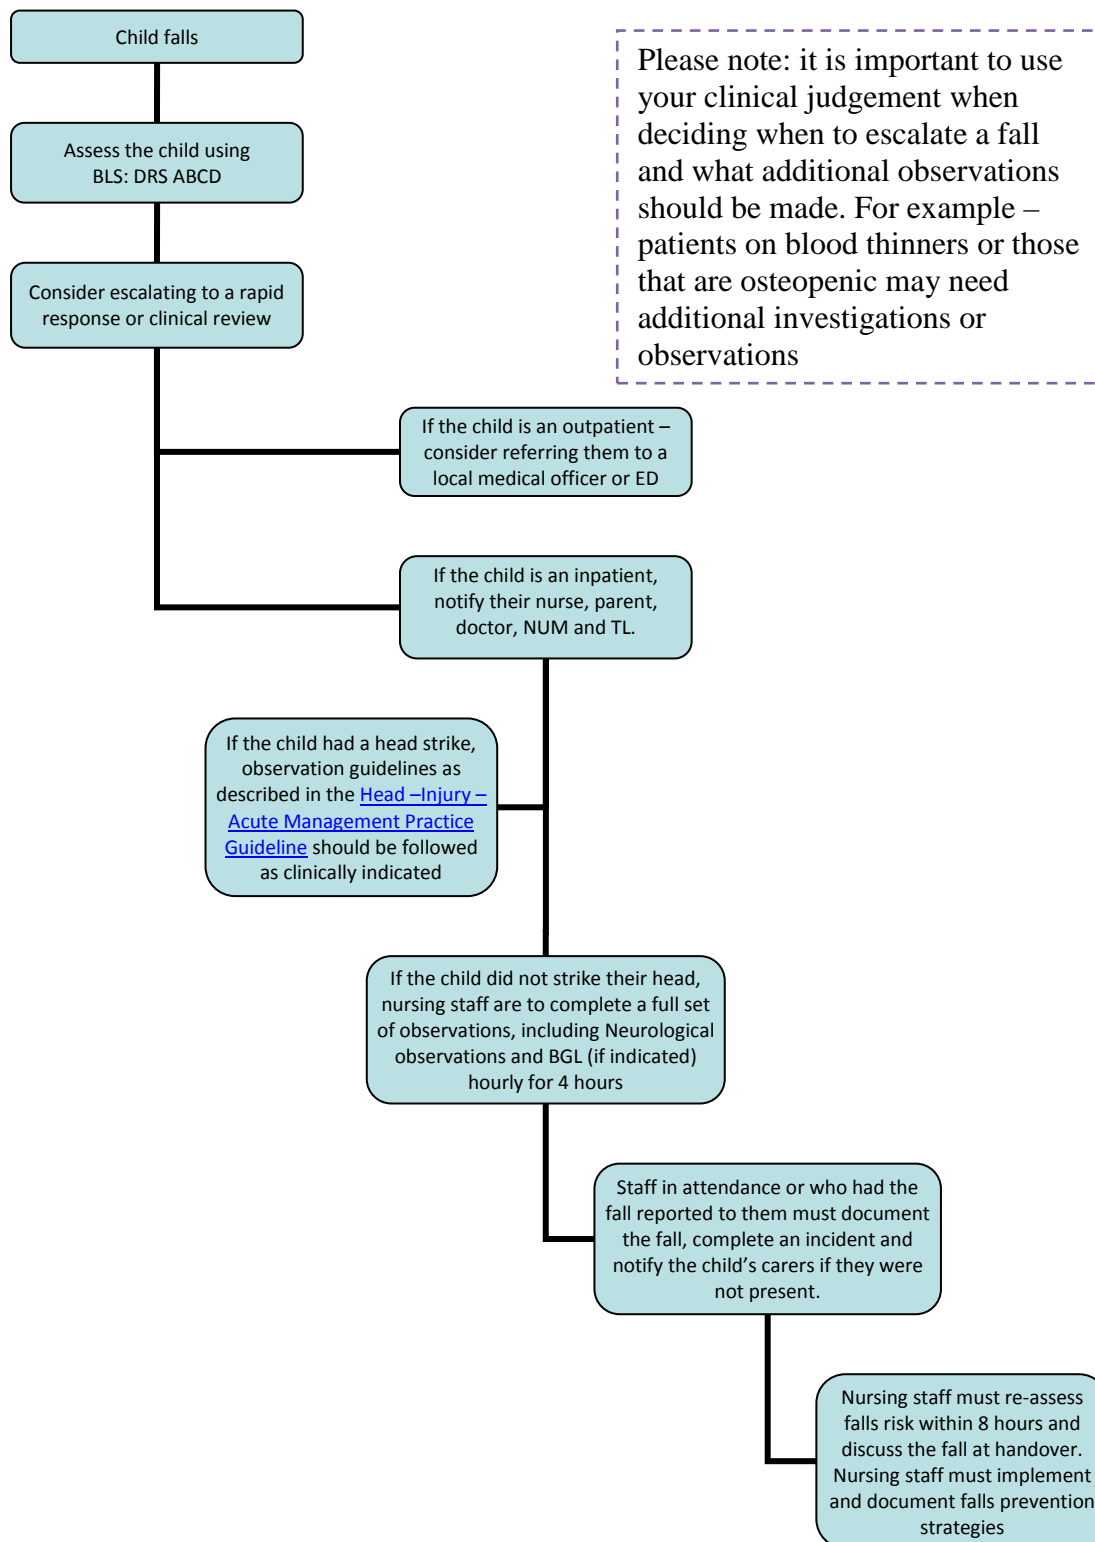 Child falls
Please note: it is important to use
your clinical judgement when
deciding when to escalate a fall
and what additional observations
should be made. For example –
patients on blood thinners or those
that are osteopenic may need
additional investigations or
observations
Assess the child using
BLS: DRS ABCD
Consider escalating to a rapid
response or clinical review
If the child is an outpatient –
consider referring them to a
local medical officer or ED
If the child is an inpatient,
notify their nurse, parent,
doctor, NUM and TL.
If the child had a head strike,
observation guidelines as
described in the Head –Injury –
Acute Management Practice
Guideline should be followed
as clinically indicated
If the child did not strike their head,
nursing staff are to complete a full set
of observations, including Neurological
observations and BGL (if indicated)
hourly for 4 hours
Staff in attendance or who had the
fall reported to them must document
the fall, complete an incident and
notify the child’s carers if they were
not present.
Nursing staff must re-assess
falls risk within 8 hours and
discuss the fall at handover.
Nursing staff must implement
and document falls prevention
strategies